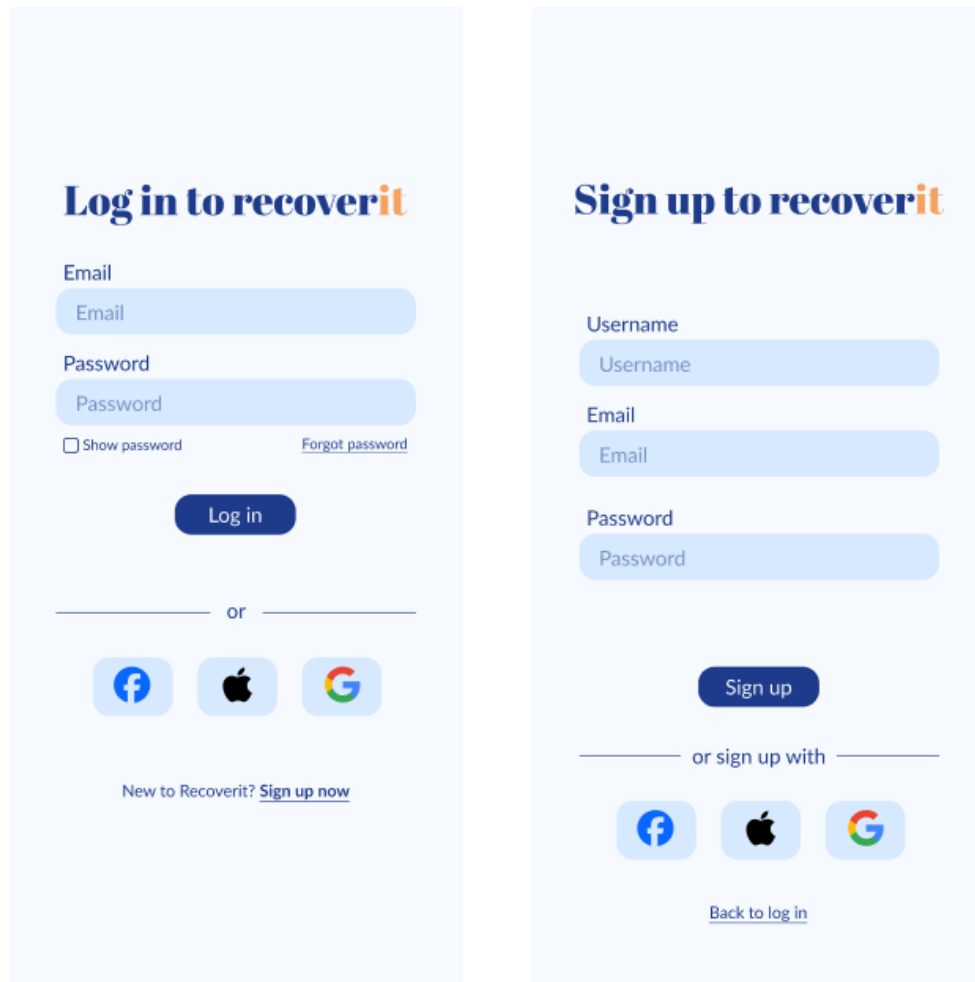 Log in to recoverit
Email
Email
Password
Password
Show password Forgot password
Log in
or
New to Recoverit? Sign up now
Sign up to recoverit
Username
Username
Email
Email
Password
Password
Sign up
or sign up with
Back to log in